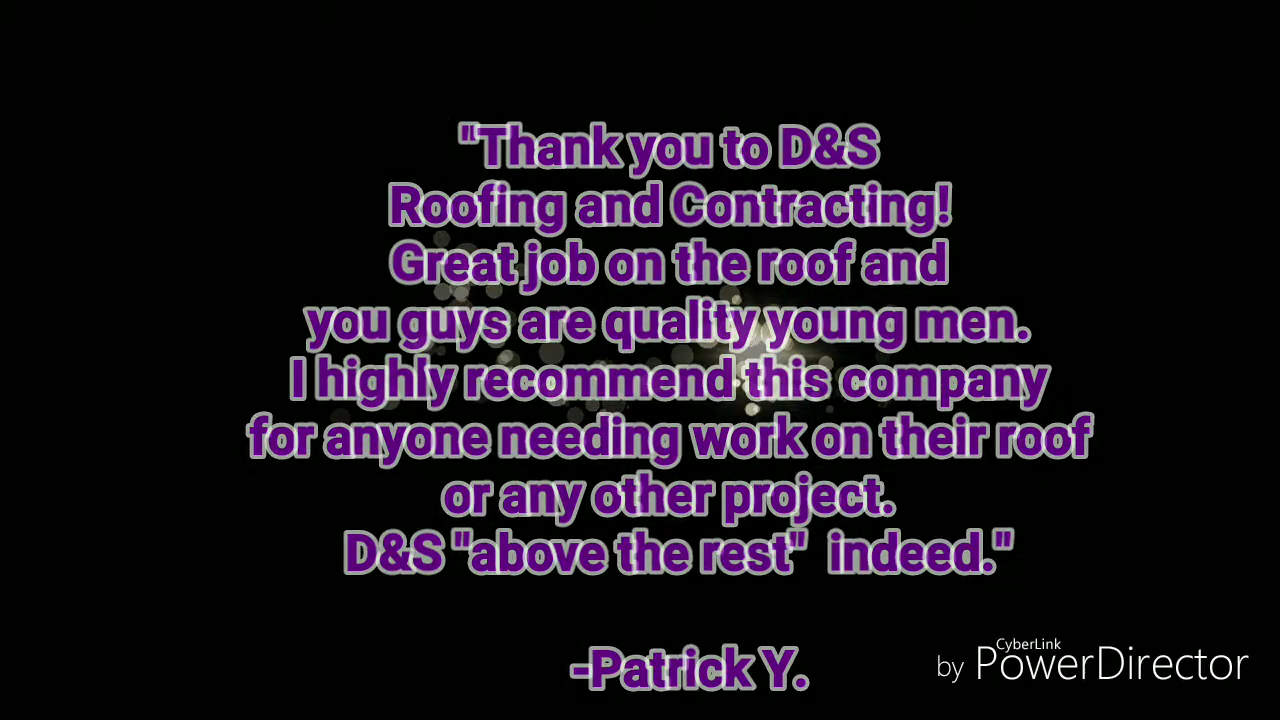 "Thank you to D&S
Roofing and Contracting!
Great job on the roof and
you guys are quality young men.
I highly recommend this company
for anyone needing work on their roof
or any other project.
D&S "above the rest"  indeed."
-Patrick Y.
CyberLink
by PowerDirector